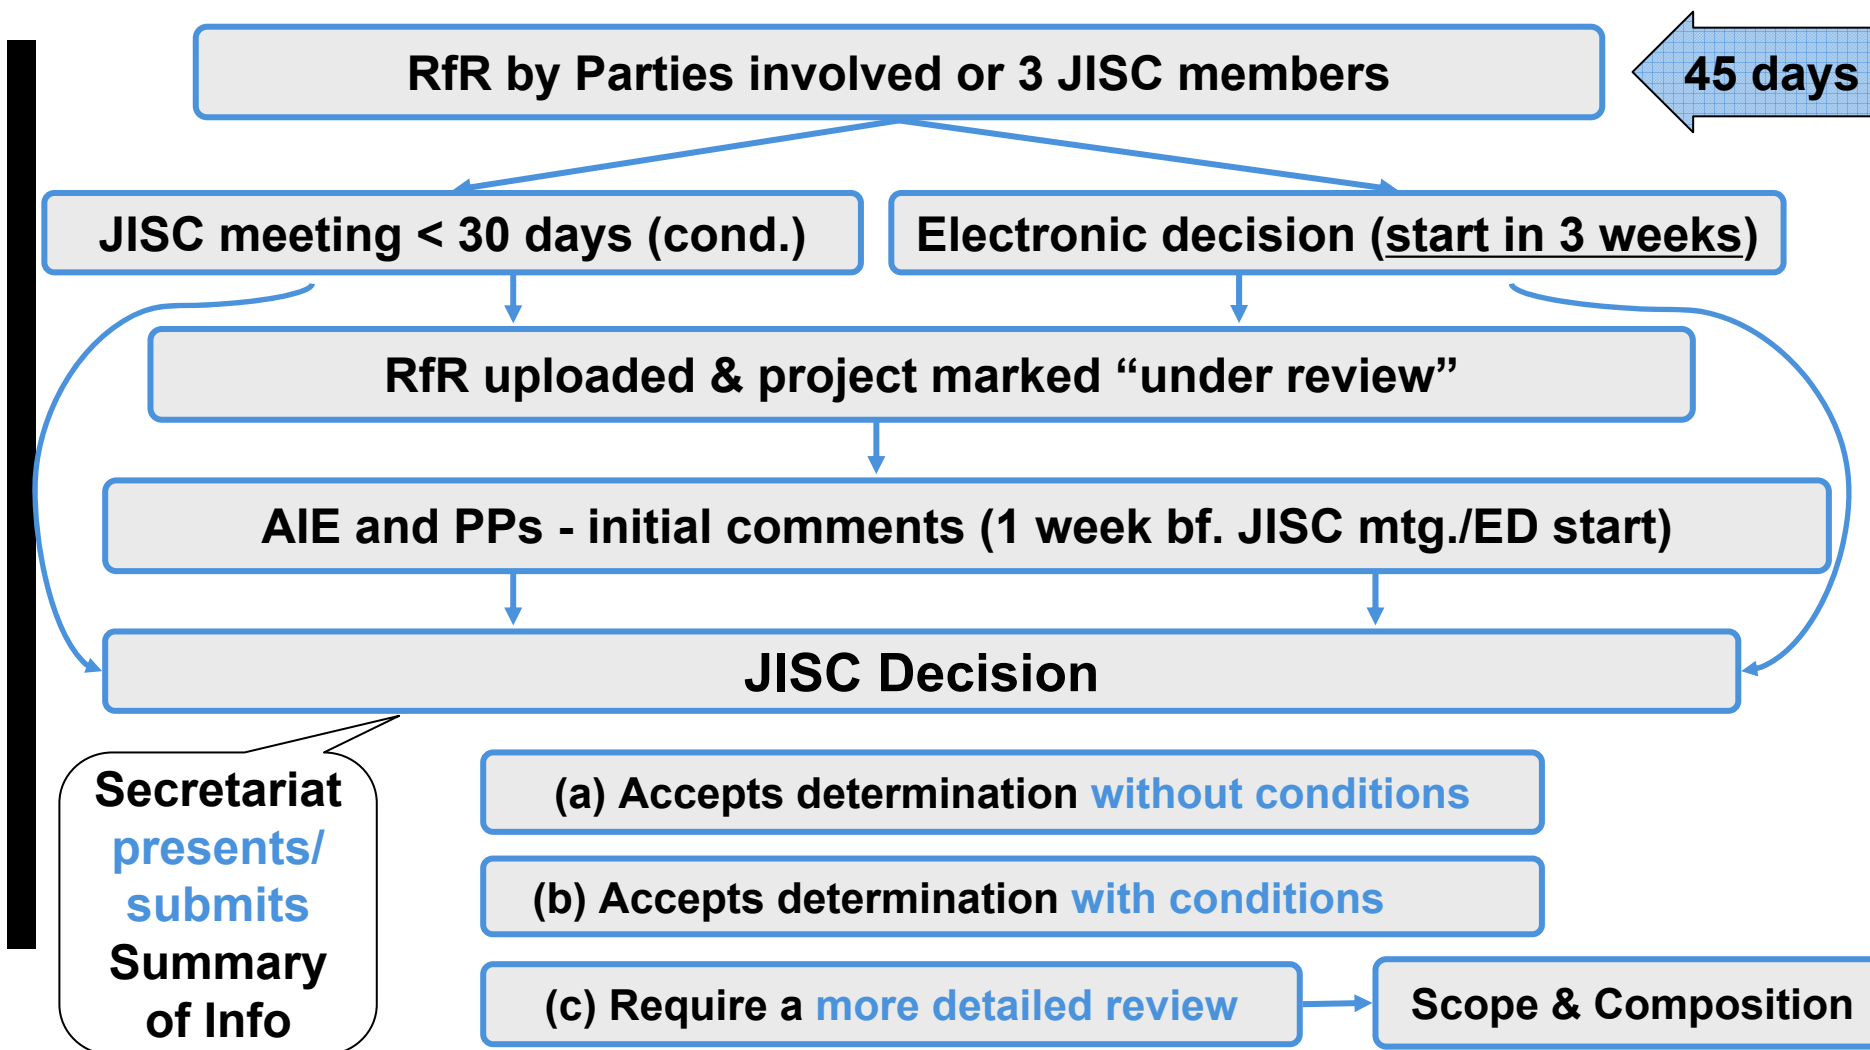 RfR by Parties involved or 3 JISC members
45 days
JISC meeting < 30 days (cond.)
Electronic decision (start in 3 weeks)
RfR uploaded & project marked “under review”
AIE and PPs - initial comments (1 week bf. JISC mtg./ED start)
JISC Decision
Secretariat
presents/
submits
Summary
of Info
(a) Accepts determination without conditions
(b) Accepts determination with conditions
(c) Require a more detailed review
Scope & Composition